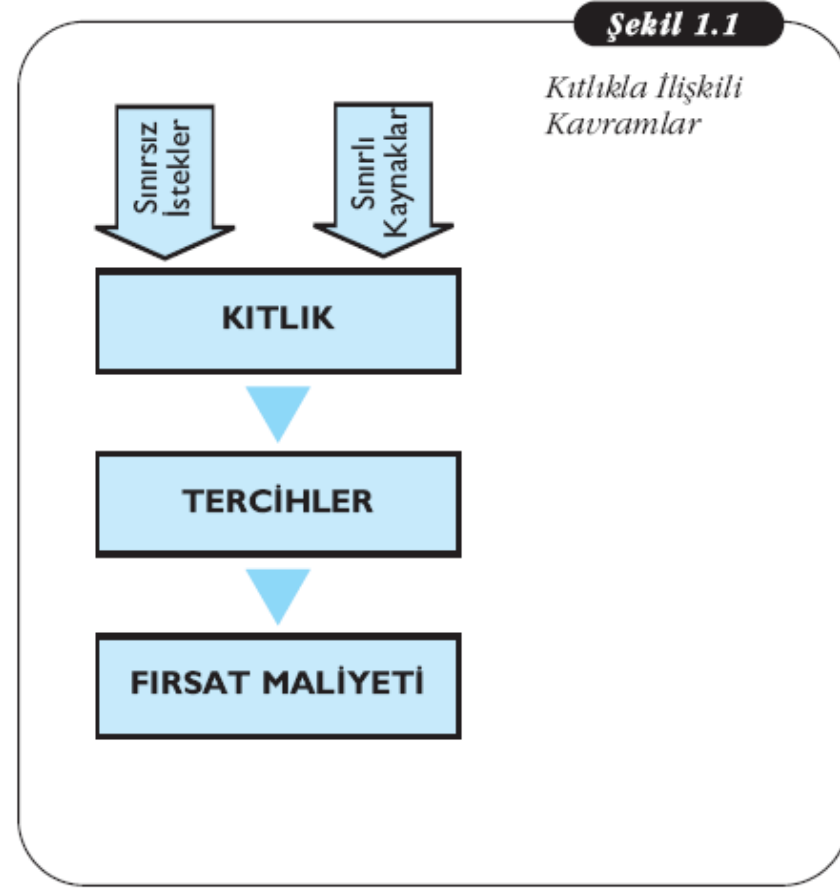 Şekil 1.1
Kıtlıkla İlişkili
Kavramlar
Sınırsız
İstekler
Sınırlı
Kaynaklar
KITLIK
TERCİHLER
FIRSAT MALİYETİ